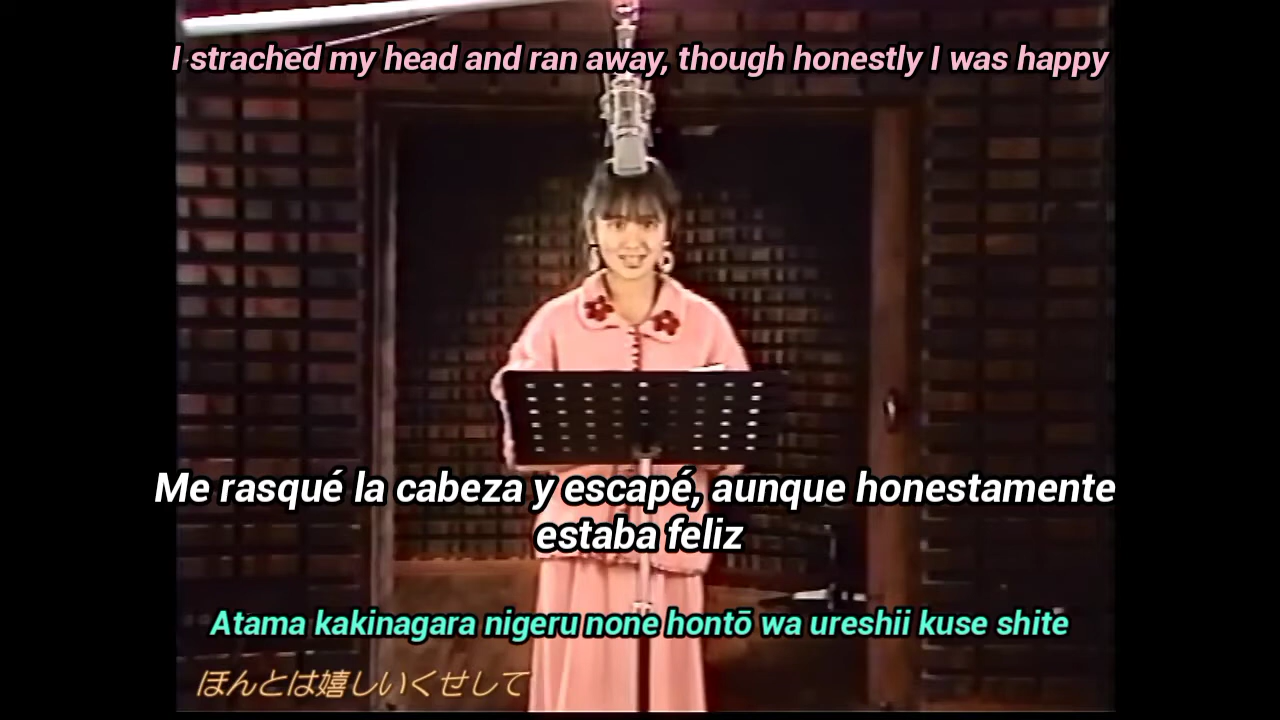 I strached my head and ran away, though honestly I was happy
Me rasqué la cabeza y escapé, aunque honestamente
estaba feliz
Atama kakinagara nigeru none hontō wa ureshii kuse shite
ほんとは嬉しいくせして